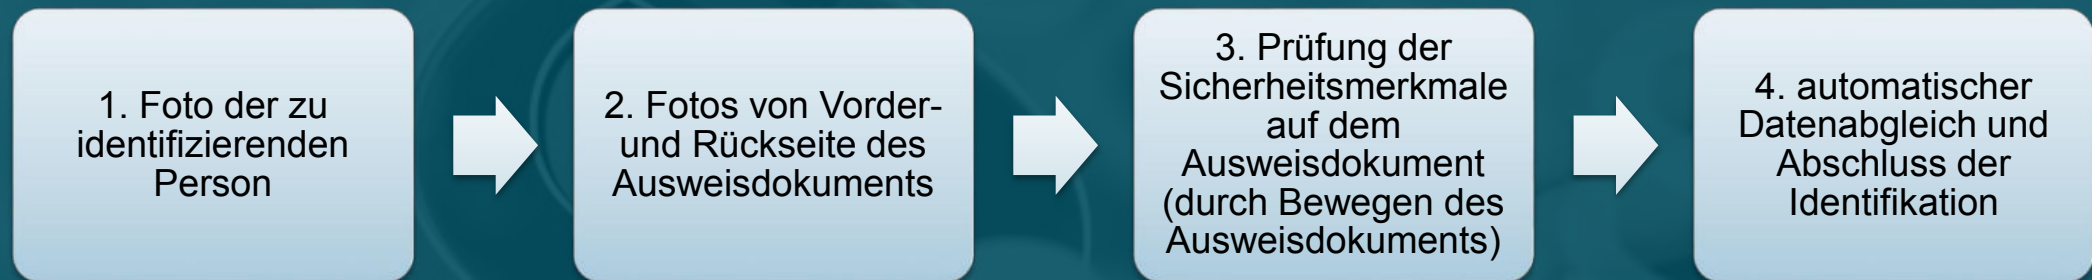 1. Foto der zu
identifizierenden
Person
2. Fotos von Vorder-
und Rückseite des
Ausweisdokuments
3. Prüfung der
Sicherheitsmerkmale
auf dem
Ausweisdokument
(durch Bewegen des
Ausweisdokuments)
4. automatischer
Datenabgleich und
Abschluss der
Identifikation